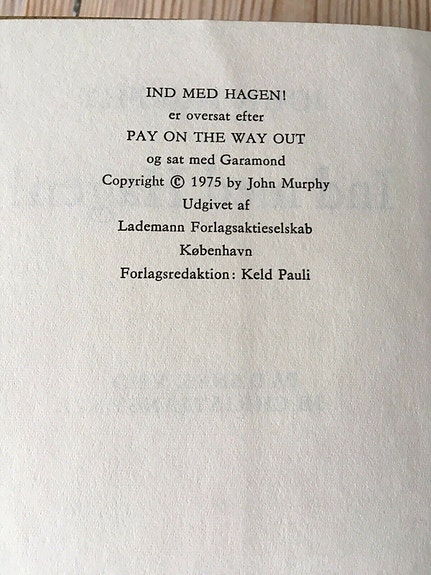 IND MED HAGEN!
er oversat efter
PAY ON THE WAY OUT
og sat med Garamond
Copyright © 1975 by John Murphy
Udgivet af
Lademann Forlagsaktieselskab
København
Forlagsredaktion: Keld Pauli